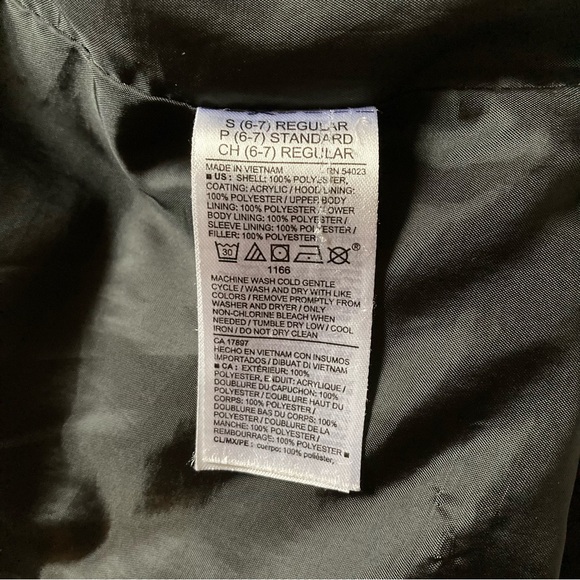 S (6-7) REGULAR
P (6-7) STANDARD
CH (6-7) REGULAR
MADE IN VIETNAM RN 54023
■ US : SHELL: 100% POLYESTER,
COATING: ACRYLIC / HOOD LINING:
100% POLYESTER / UPPER BODY
LINING: 100% POLYESTER / LOWER
BODY LINING: 100% POLYESTER /
SLEEVE LINING: 100% POLYESTER /
FILLER: 100% POLYESTER
30 ®
1166
MACHINE WASH COLD GENTLE
CYCLE / WASH AND DRY WITH LIKE
COLORS / REMOVE PROMPTLY FROM
WASHER AND DRYER / ONLY
NON-CHLORINE BLEACH WHEN
NEEDED / TUMBLE DRY LOW / COOL
IRON / DO NOT DRY CLEAN
CA 17897
HECHO EN VIETNAM CON INSUMOS
IMPORTADOS / DIBUAT DI VIETNAM
■ CA : EXTÉRIEUR: 100%
POLYESTER, ENDUIT: ACRYLIQUE /
DOUBLURE DU CAPUCHON: 100%
POLYESTER / DOUBLURE HAUT DU
CORPS: 100% POLYESTER /
DOUBLURE BAS DU CORPS: 100%
POLYESTER / DOUBLURE DE LA
MANCHE: 100% POLYESTER /
REMBOURRAGE: 100% POLYESTER ■
CL/MX/PE : cuerpo: 100% poliéster,